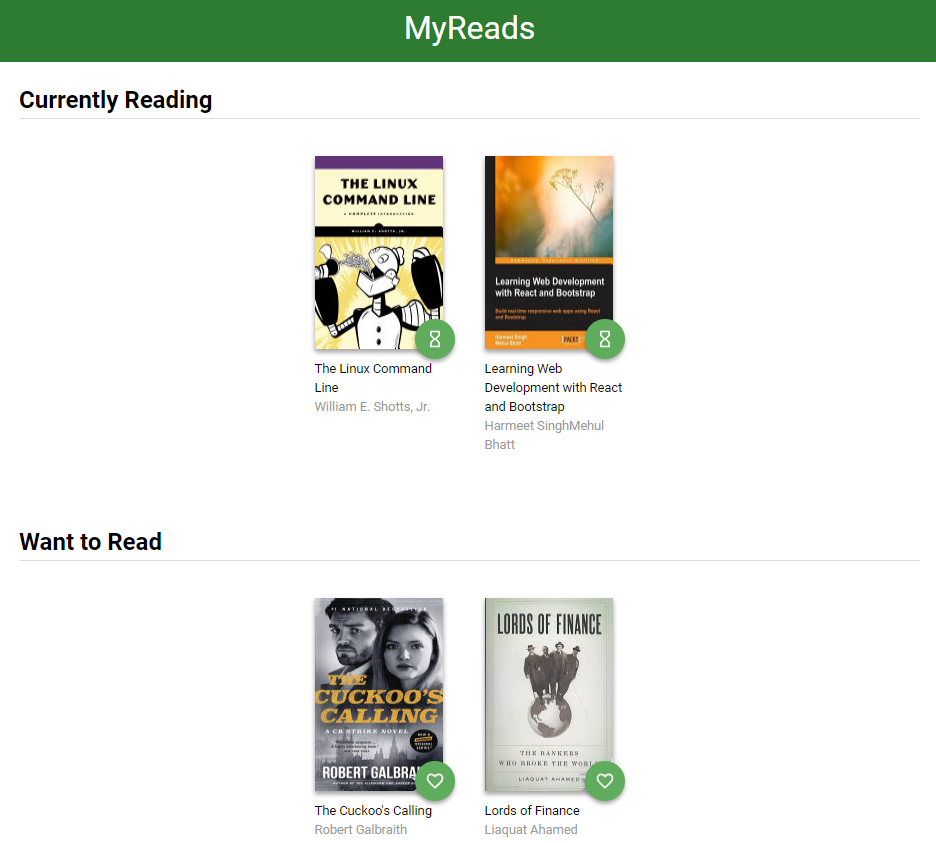 MyReads
Currently Reading
THE LINUX
COMMAND LINE
A COMPLETE INTRODUCTION
WILLIAM E. SHOTTS, JR.
Learning Web Development
with React and Bootstrap
Build real-time responsive web apps using React
and Bootstrap
Harmeet Singh
Mehul Bhatt
PACKT
The Linux Command
Line
William E. Shotts, Jr.
Learning Web
Development with React
and Bootstrap
Harmeet SinghMehul
Bhatt
Want to Read
#1 NATIONAL BESTSELLER
THE
CUCKOO'S
CALLING
A CB STRIKE NOVEL
ROBERT GALBRA
LORDS OF FINANCE
THE BANKERS
WHO BROKE THE WORL
LIAQUAT AHAMED
The Cuckoo's Calling
Robert Galbraith
Lords of Finance
Liaquat Ahamed